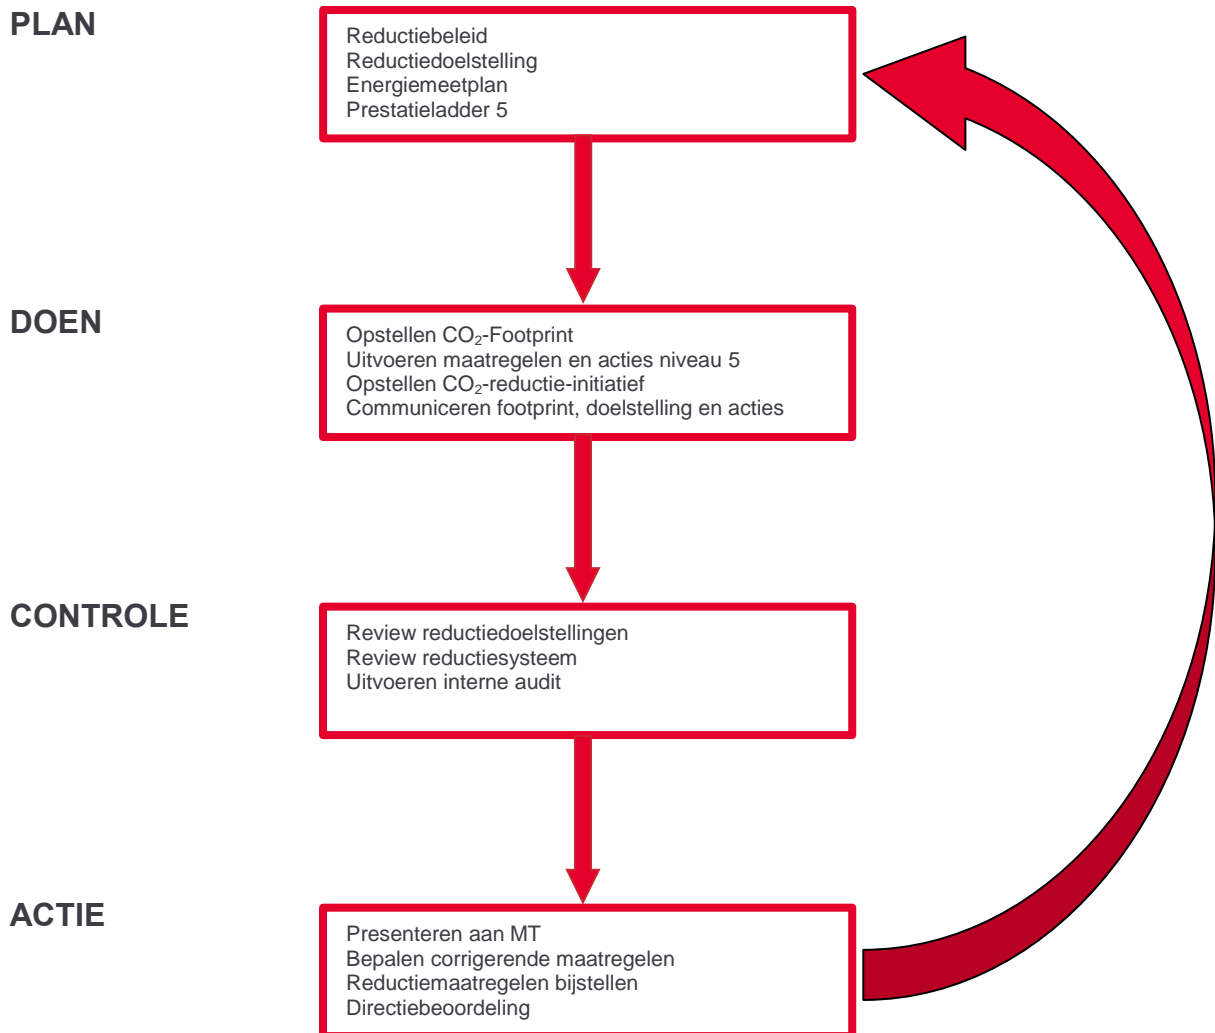 PLAN
Reductiebeleid
Reductiedoelstelling
Energiemeetplan
Prestatieladder 5
DOEN
Opstellen CO₂-Footprint
Uitvoeren maatregelen en acties niveau 5
Opstellen CO₂-reductie-initiatief
Communiceren footprint, doelstelling en acties
CONTROLE
Review reductiedoelstellingen
Review reductiesysteem
Uitvoeren interne audit
ACTIE
Presenteren aan MT
Bepalen corrigerende maatregelen
Reductiemaatregelen bijstellen
Directiebeoordeling